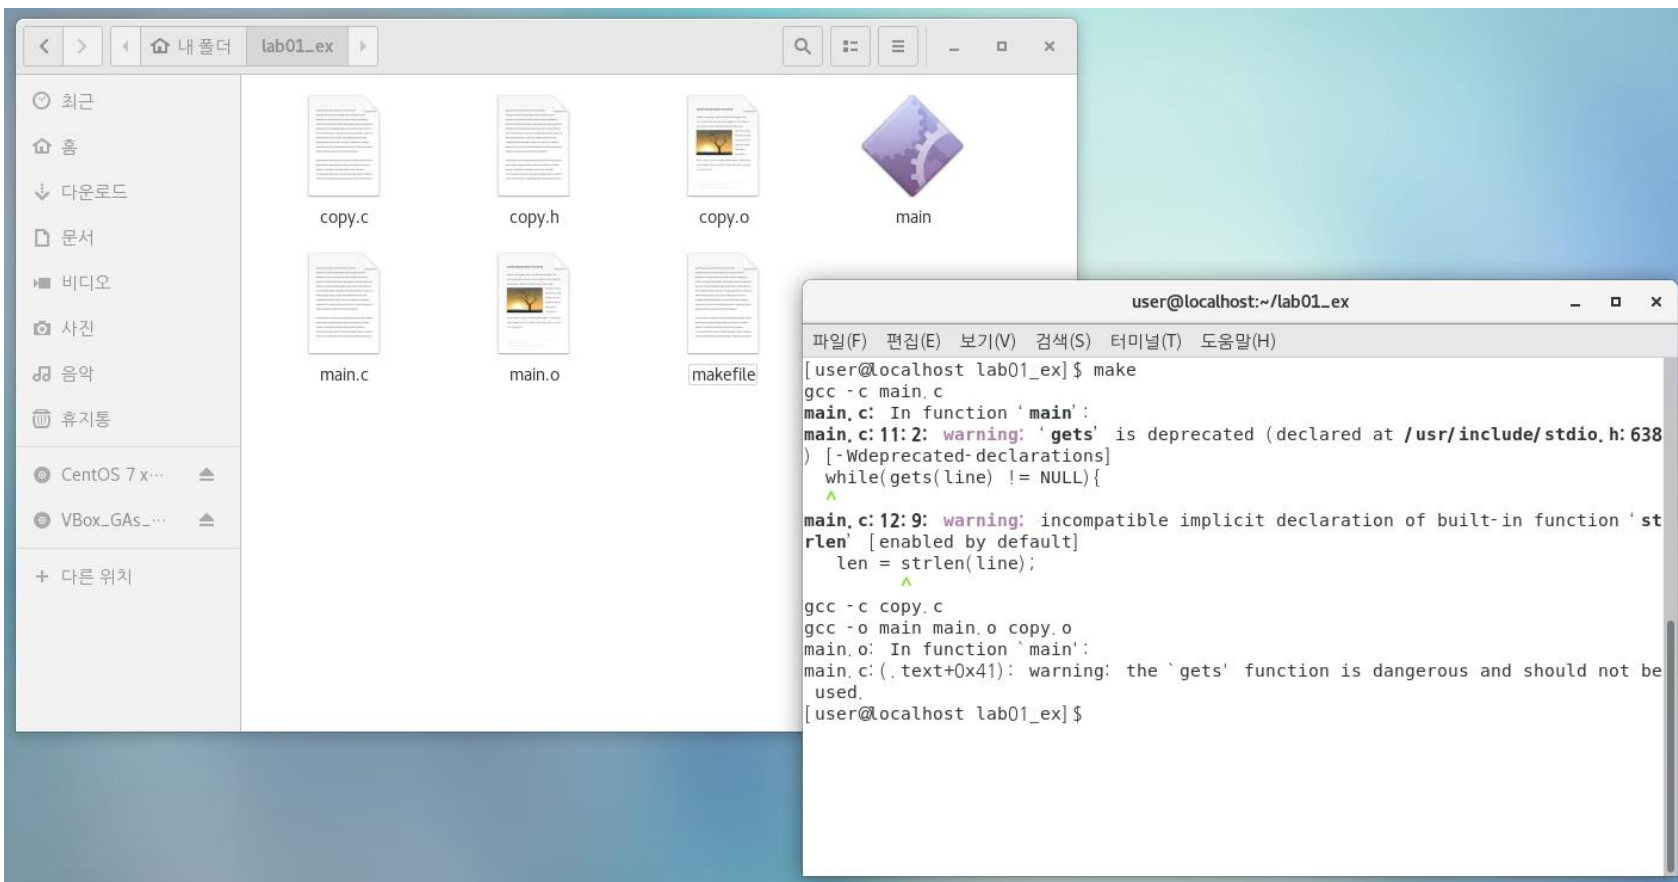 내 폴더
lab01_ex
최근
홈
다운로드
문서
비디오
사진
음악
휴지통
CentOS 7 x…
VBox_GAs_…
+ 다른 위치
copy.c
copy.h
copy.o
main
main.c
main.o
makefile
user@localhost:~/lab01_ex
파일(F) 편집(E) 보기(V) 검색(S) 터미널(T) 도움말(H)
[user@localhost lab01_ex]$ make
gcc -c main.c
main.c: In function ‘main’:
main.c:11:2: warning: ‘gets’ is deprecated (declared at /usr/include/stdio.h:638
) [-Wdeprecated-declarations]
while(gets(line) != NULL){
^
main.c:12:9: warning: incompatible implicit declaration of built-in function ‘st
rlen’ [enabled by default]
len = strlen(line);
^
gcc -c copy.c
gcc -o main main.o copy.o
main.o: In function `main':
main.c:(.text+0x41): warning: the `gets' function is dangerous and should not be
used.
[user@localhost lab01_ex]$